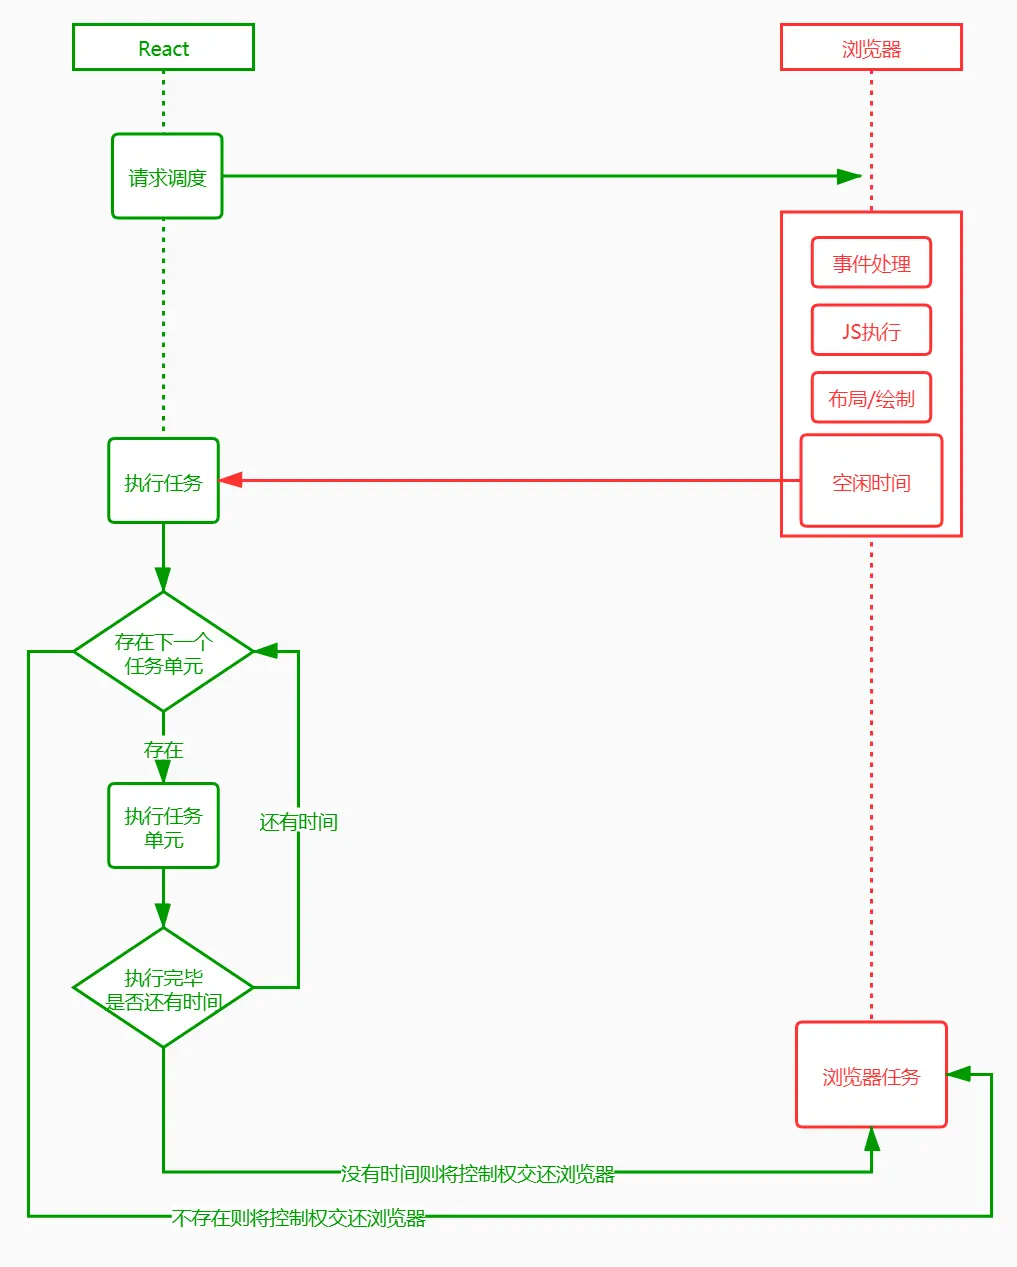 React
浏览器
请求调度
事件处理
JS执行
布局/绘制
执行任务
空闲时间
存在下一个
任务单元
存在
执行任务
单元
还有时间
执行完毕
是否还有时间
浏览器任务
没有时间则将控制权交还浏览器
不存在则将控制权交还浏览器